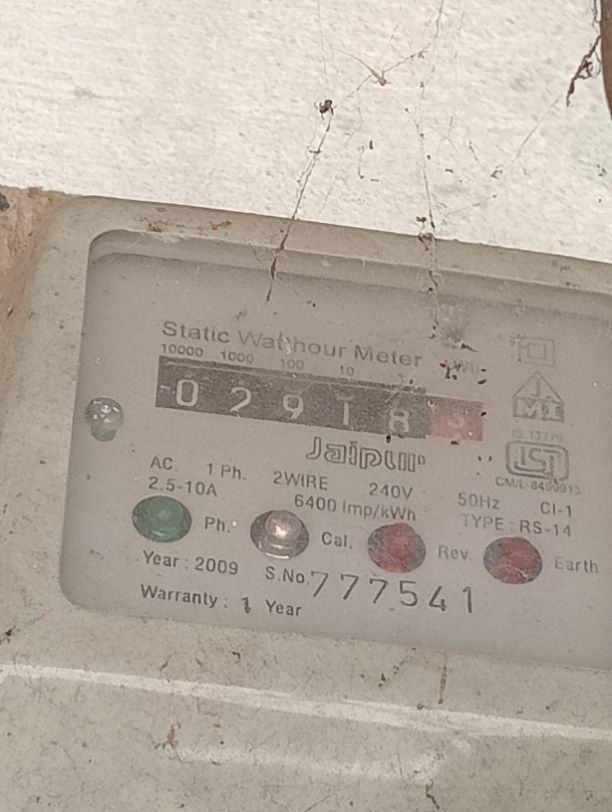 Static Watthour Meter kWh
10000 1000 100 10
0 2 9 1 8
Jaipur
IS:13779
CM/L-8499913
AC 1 Ph. 2WIRE 240V 50Hz Cl-1
2.5-10A 6400 Imp/kWh TYPE : RS-14
Ph. Cal. Rev. Earth
Year : 2009 S.No. 777541
Warranty : 1 Year